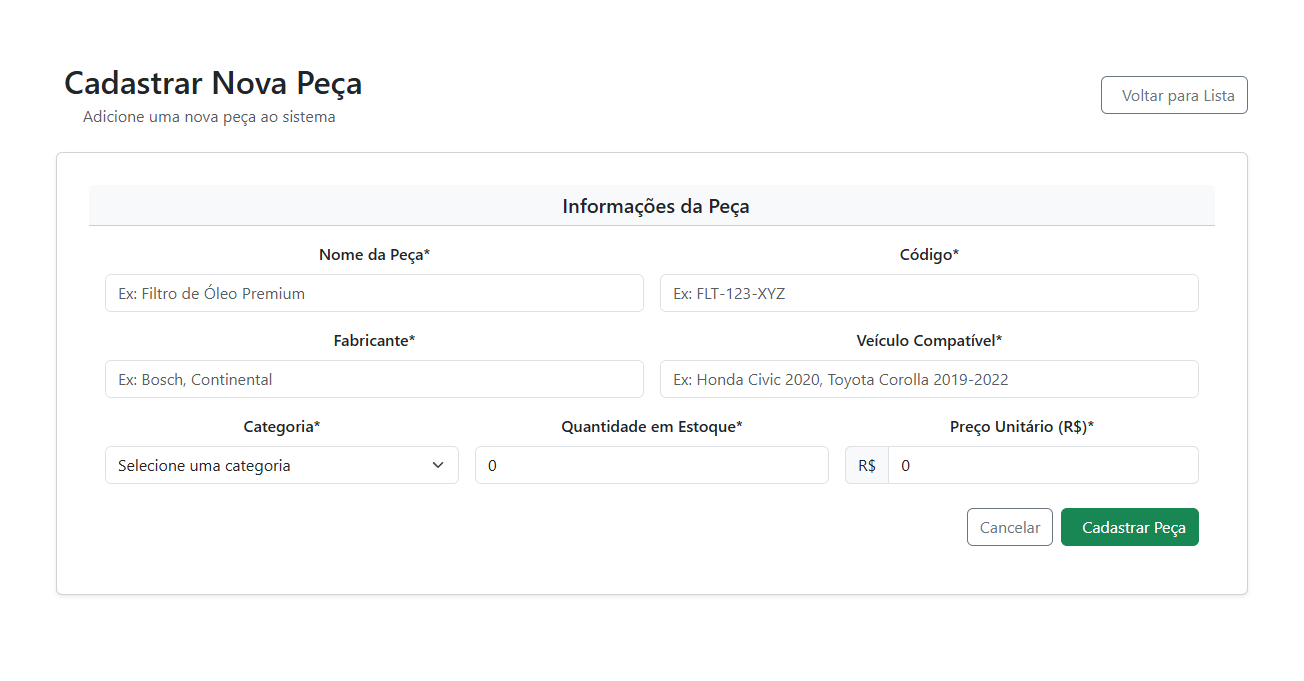 Cadastrar Nova Peça
Voltar para Lista
Adicione uma nova peça ao sistema
Informações da Peça
Nome da Peça*
Código*
Ex: Filtro de Óleo Premium
Ex: FLT-123-XYZ
Fabricante*
Veículo Compatível*
Ex: Bosch, Continental
Ex: Honda Civic 2020, Toyota Corolla 2019-2022
Categoria*
Quantidade em Estoque*
Preço Unitário (R$)*
Selecione uma categoria
0
R$
0
Cancelar
Cadastrar Peça